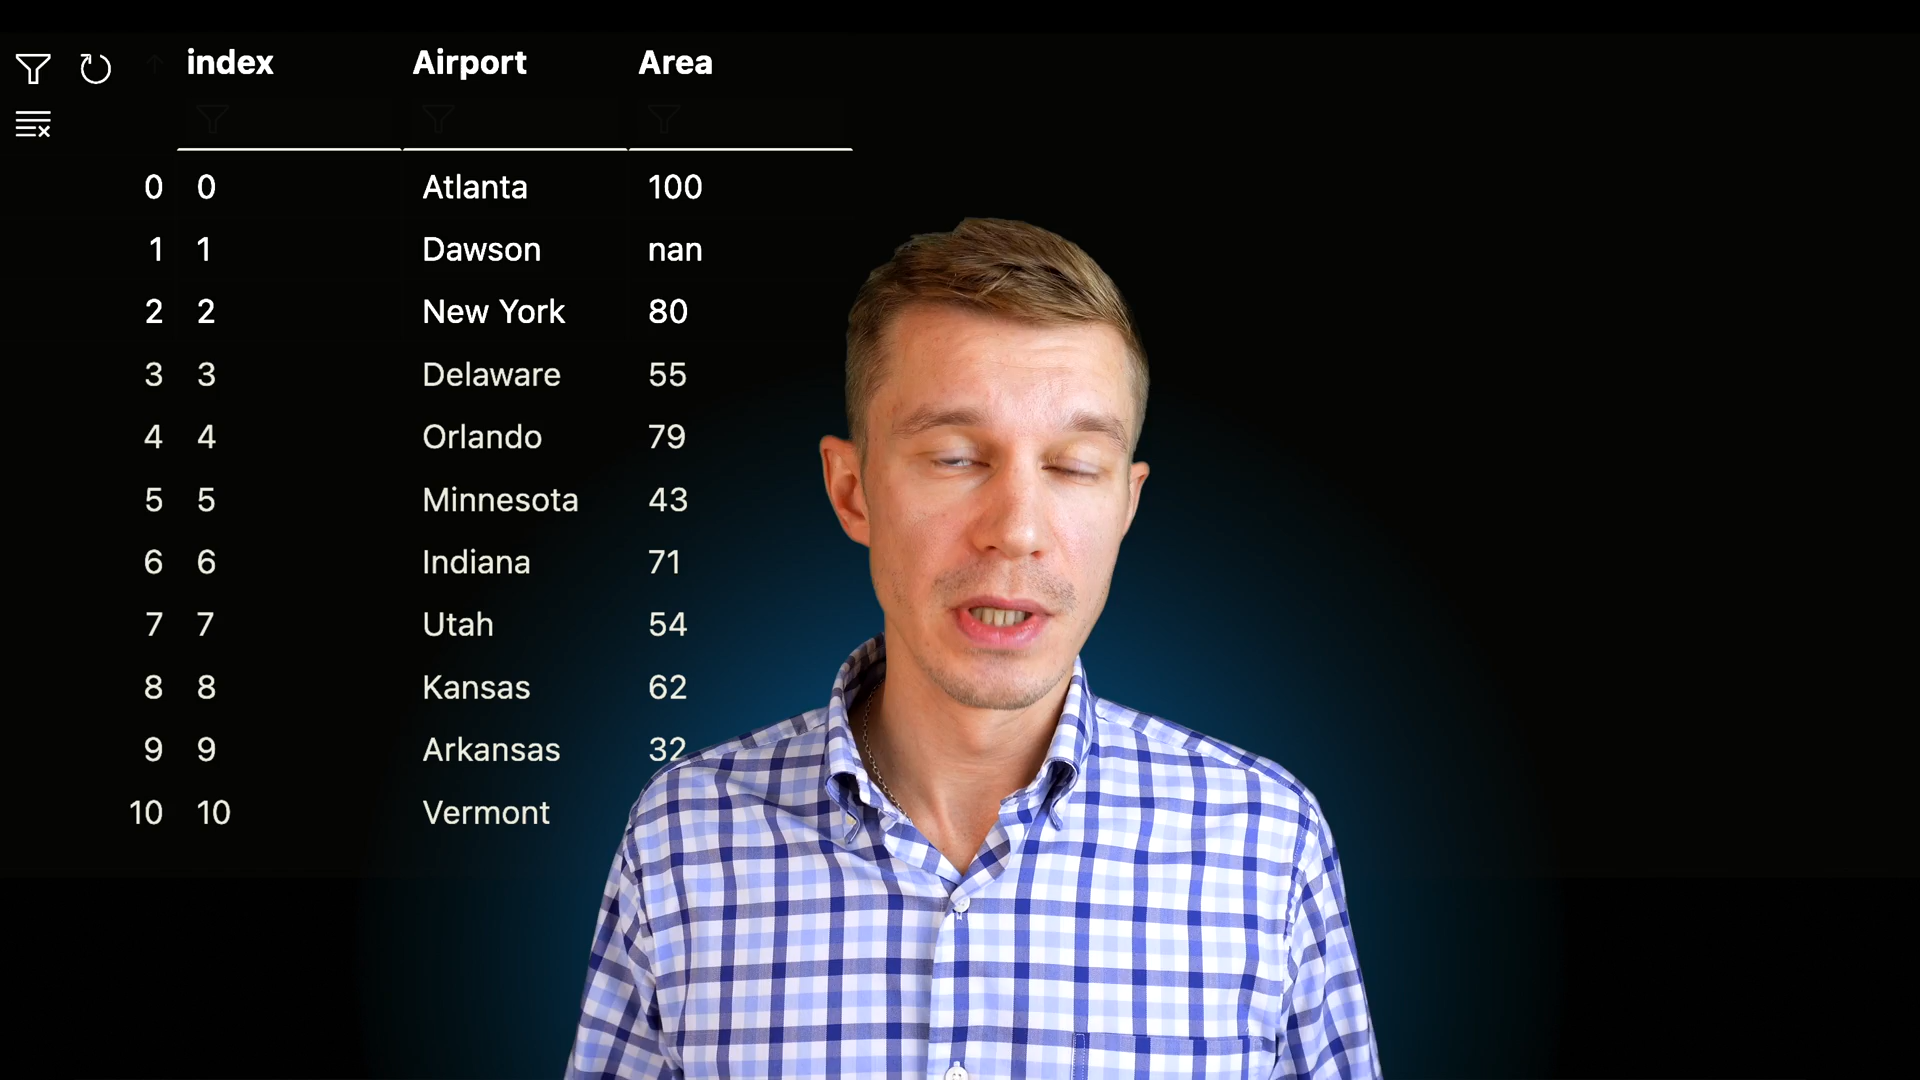 index Airport Area
0 0 Atlanta 100
1 1 Dawson nan
2 2 New York 80
3 3 Delaware 55
4 4 Orlando 79
5 5 Minnesota 43
6 6 Indiana 71
7 7 Utah 54
8 8 Kansas 62
9 9 Arkansas 32
10 10 Vermont